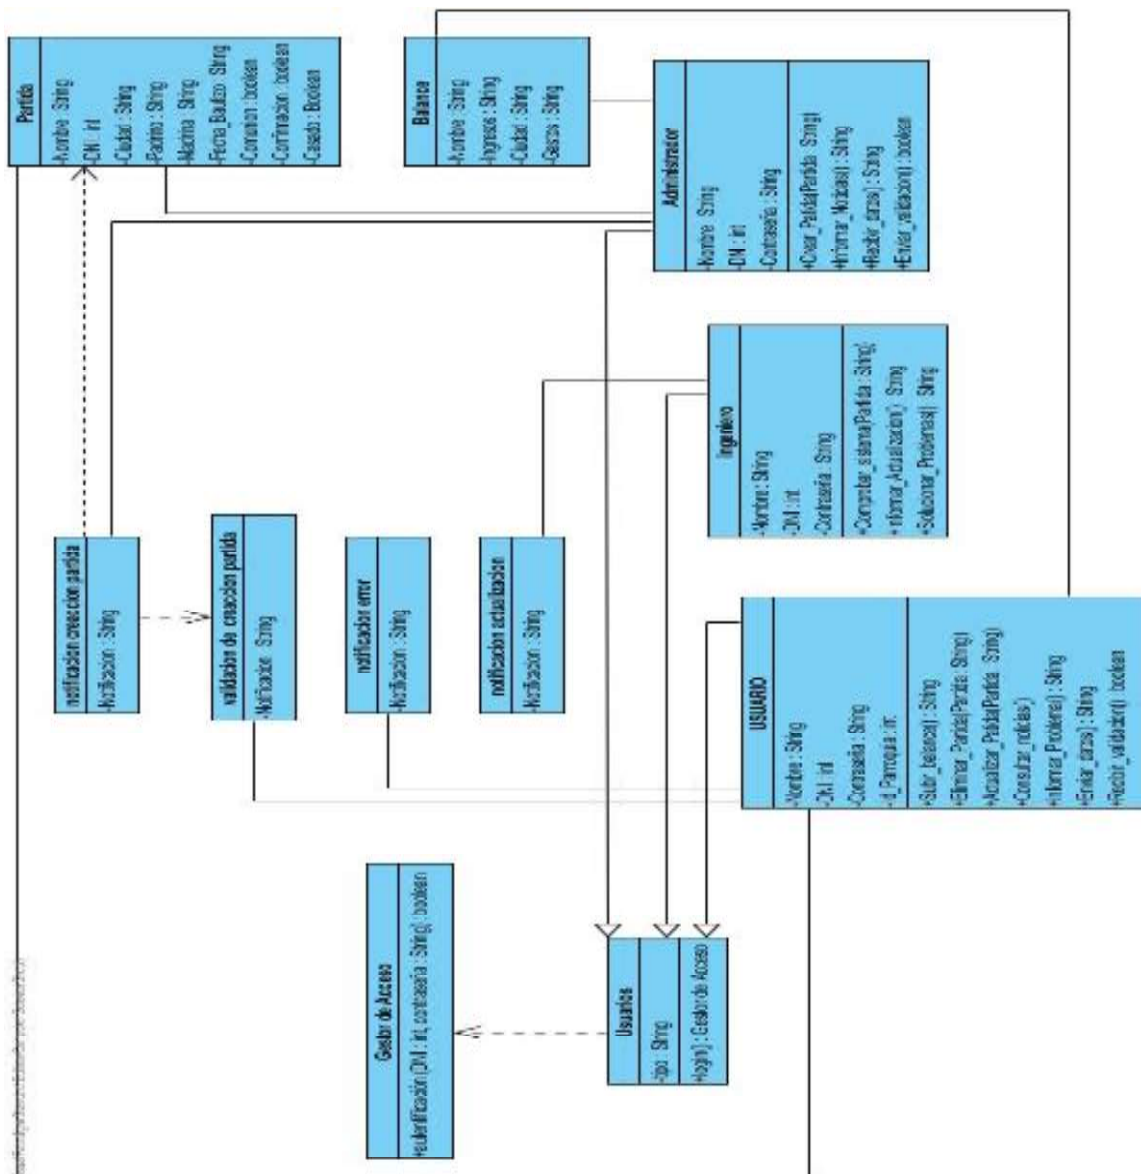 Partida
-Nombre : String
-DNI : int
-Ciudad : String
-Padrino : String
-Madrina : String
-Fecha_Bautizo : String
-Comunion : boolean
-Confirmacion : boolean
-Casado : Boolean
Balance
-Nombre : String
-Ingresos : String
-Ciudad : String
-Gastos : String
Administrador
-Nombre : String
-DNI : int
-Contraseña : String
+Crear_Partida(Partida : String)
+Informar_Noticias() : String
+Recibir_datos() : String
+Enviar_validacion() : boolean
Ingeniero
-Nombre : String
-DNI : int
-Contraseña : String
+Comprobar_sistema(Partida : String)
+Informar_Actualizacion() : String
+Solucionar_Problemas() : String
notificacion creaccion partida
-Notificacion : String
validacion de creaccion partida
-Notificacion : String
notificacion error
-Notificacion : String
notificacion actualizacion
-Notificacion : String
USUARIO
-Nombre : String
-DNI : int
-Contraseña : String
-id_Parroquia : int
+Subir_balance() : String
+Eliminar_Partida(Partida : String)
+Actualizar_Partida(Partida : String)
+Consultar_noticias()
+Informar_Problema() : String
+Enviar_datos() : String
+Recibir_validacion() : boolean
Gestor de Acceso
+autentificación(DNI : int, contraseña : String) : boolean
Usuarios
-tipo : String
+login() : Gestor de Acceso